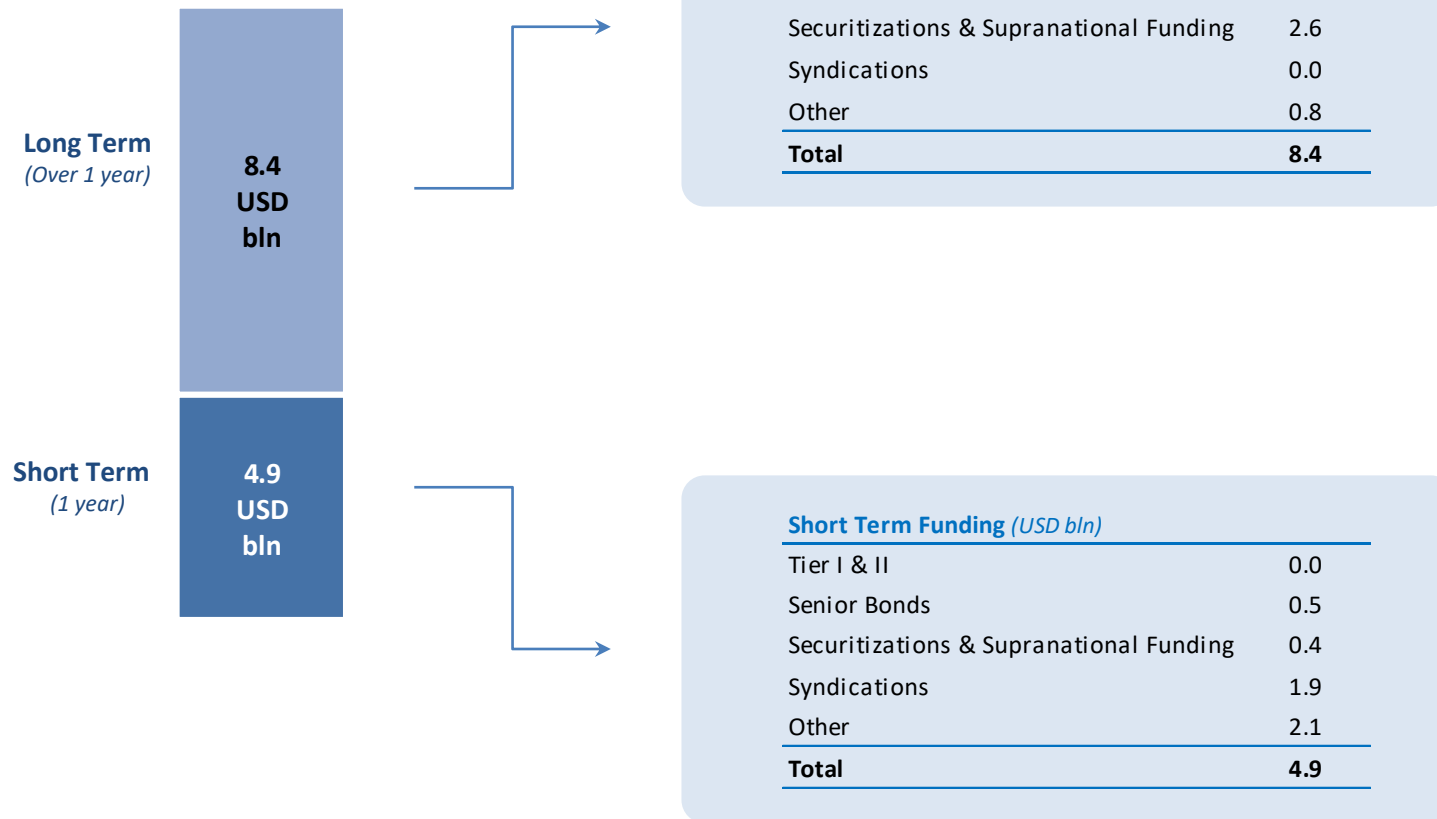 Securitizations & Supranational Funding 2.6
Syndications 0.0
Other 0.8
Total 8.4
Long Term
(Over 1 year)
8.4
USD
bln
Short Term
(1 year)
4.9
USD
bln
Short Term Funding (USD bln)
Tier I & II 0.0
Senior Bonds 0.5
Securitizations & Supranational Funding 0.4
Syndications 1.9
Other 2.1
Total 4.9